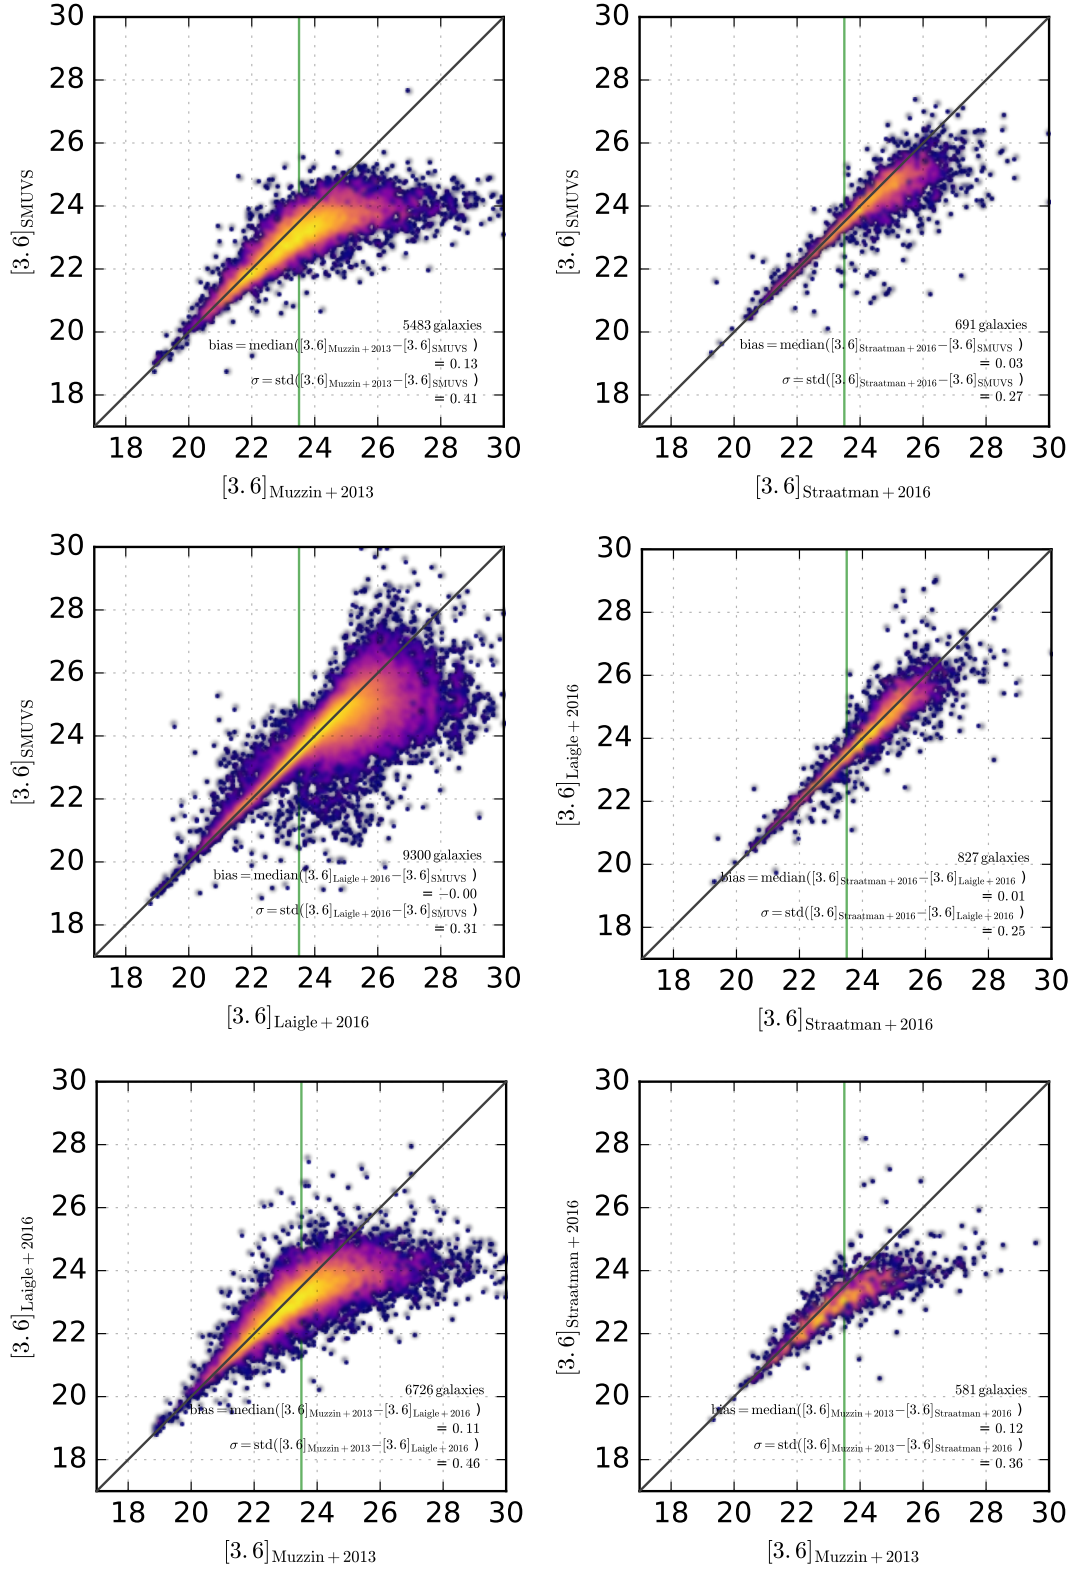 30
28
26
24
22
20
18
[3.6]SMUVS
5483 galaxies
bias = median([3.6]Muzzin+2013−[3.6]SMUVS )
= 0.13
σ = std([3.6]Muzzin+2013−[3.6]SMUVS )
= 0.41
18 20 22 24 26 28 30
[3.6]Muzzin+2013
30
28
26
24
22
20
18
[3.6]SMUVS
691 galaxies
bias = median([3.6]Straatman+2016−[3.6]SMUVS )
= 0.03
σ = std([3.6]Straatman+2016−[3.6]SMUVS )
= 0.27
18 20 22 24 26 28 30
[3.6]Straatman+2016
30
28
26
24
22
20
18
[3.6]SMUVS
9300 galaxies
bias = median([3.6]Laigle+2016−[3.6]SMUVS )
= −0.00
σ = std([3.6]Laigle+2016−[3.6]SMUVS )
= 0.31
18 20 22 24 26 28 30
[3.6]Laigle+2016
30
28
26
24
22
20
18
[3.6]Laigle+2016
827 galaxies
bias = median([3.6]Straatman+2016−[3.6]Laigle+2016 )
= 0.01
σ = std([3.6]Straatman+2016−[3.6]Laigle+2016 )
= 0.25
18 20 22 24 26 28 30
[3.6]Straatman+2016
30
28
26
24
22
20
18
[3.6]Laigle+2016
6726 galaxies
bias = median([3.6]Muzzin+2013−[3.6]Laigle+2016 )
= 0.11
σ = std([3.6]Muzzin+2013−[3.6]Laigle+2016 )
= 0.46
18 20 22 24 26 28 30
[3.6]Muzzin+2013
30
28
26
24
22
20
18
[3.6]Straatman+2016
581 galaxies
bias = median([3.6]Muzzin+2013−[3.6]Straatman+2016 )
= 0.12
σ = std([3.6]Muzzin+2013−[3.6]Straatman+2016 )
= 0.36
18 20 22 24 26 28 30
[3.6]Muzzin+2013